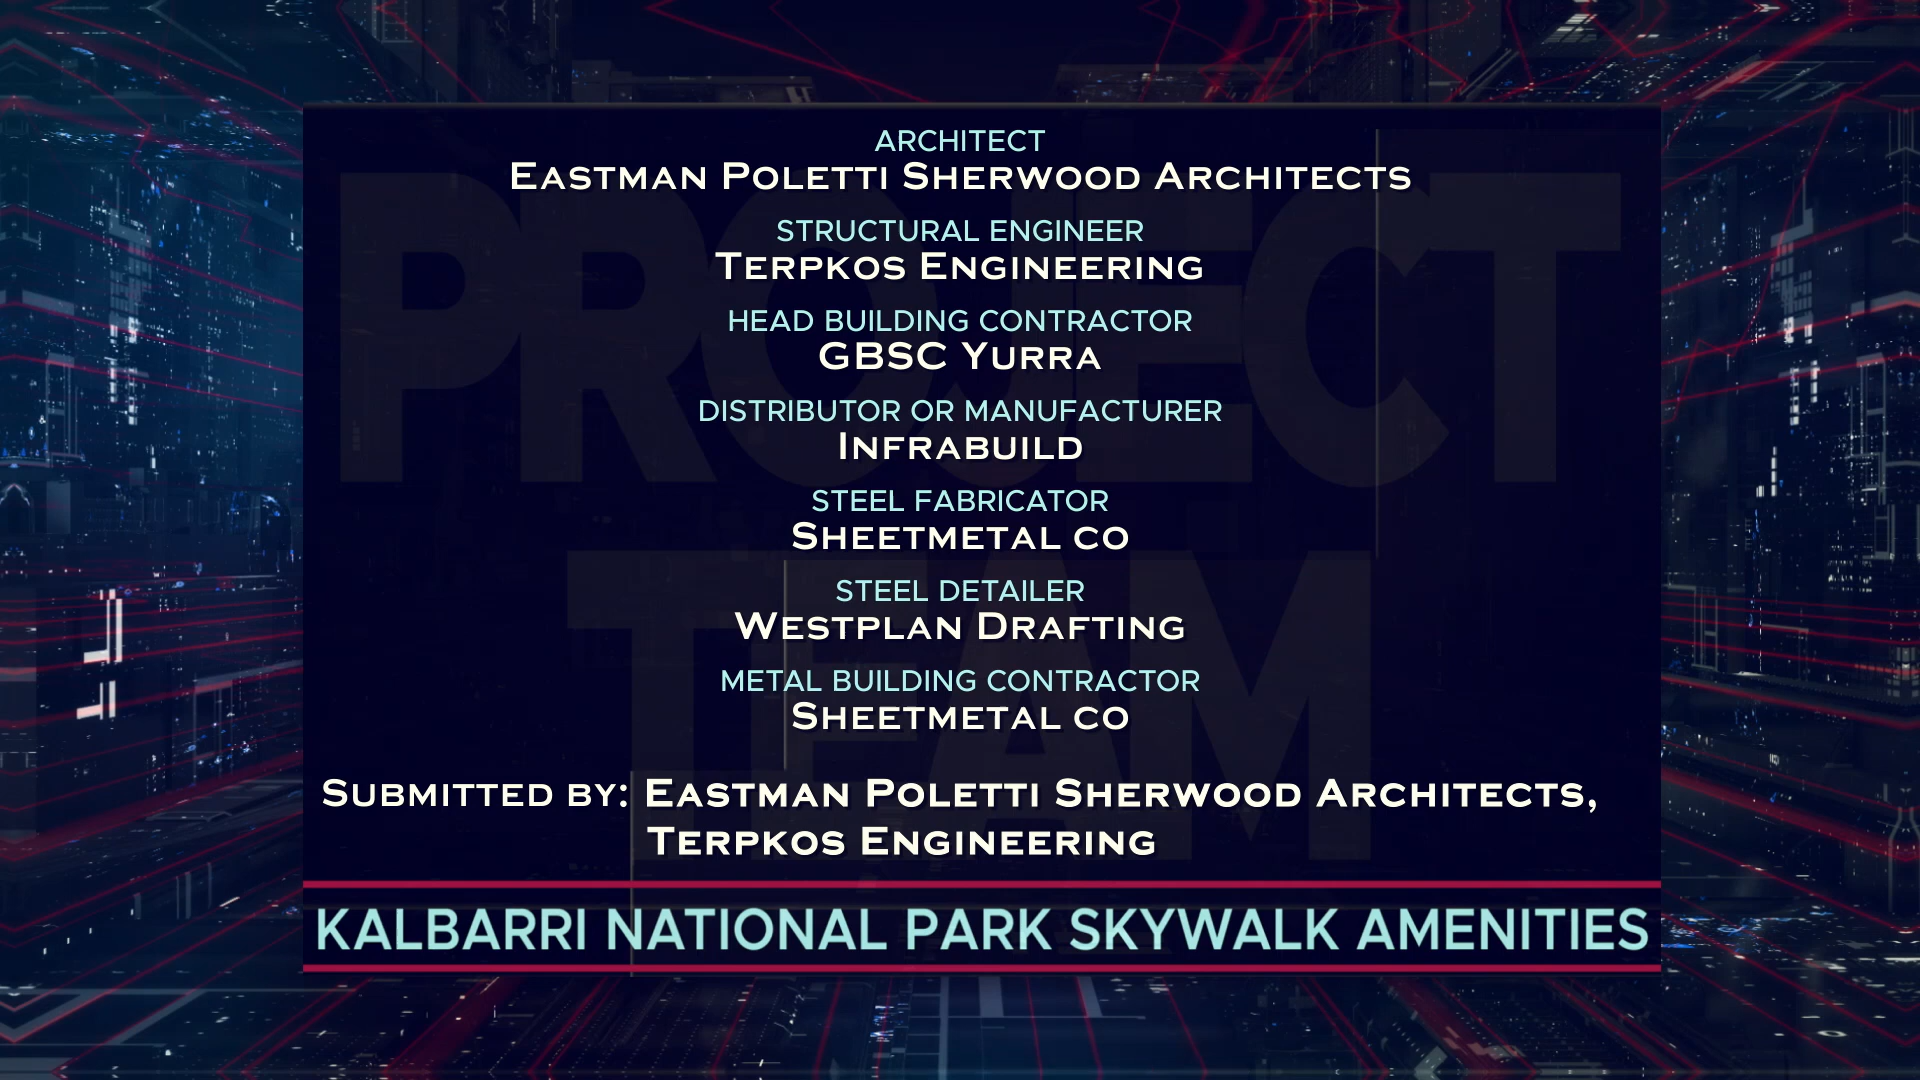 PROJECT
TEAM
ARCHITECT
Eastman Poletti Sherwood Architects
STRUCTURAL ENGINEER
Terpkos Engineering
HEAD BUILDING CONTRACTOR
GBSC Yurra
DISTRIBUTOR OR MANUFACTURER
Infrabuild
STEEL FABRICATOR
Sheetmetal co
STEEL DETAILER
Westplan Drafting
METAL BUILDING CONTRACTOR
Sheetmetal co
Submitted by: Eastman Poletti Sherwood Architects,
Terpkos Engineering
KALBARRI NATIONAL PARK SKYWALK AMENITIES